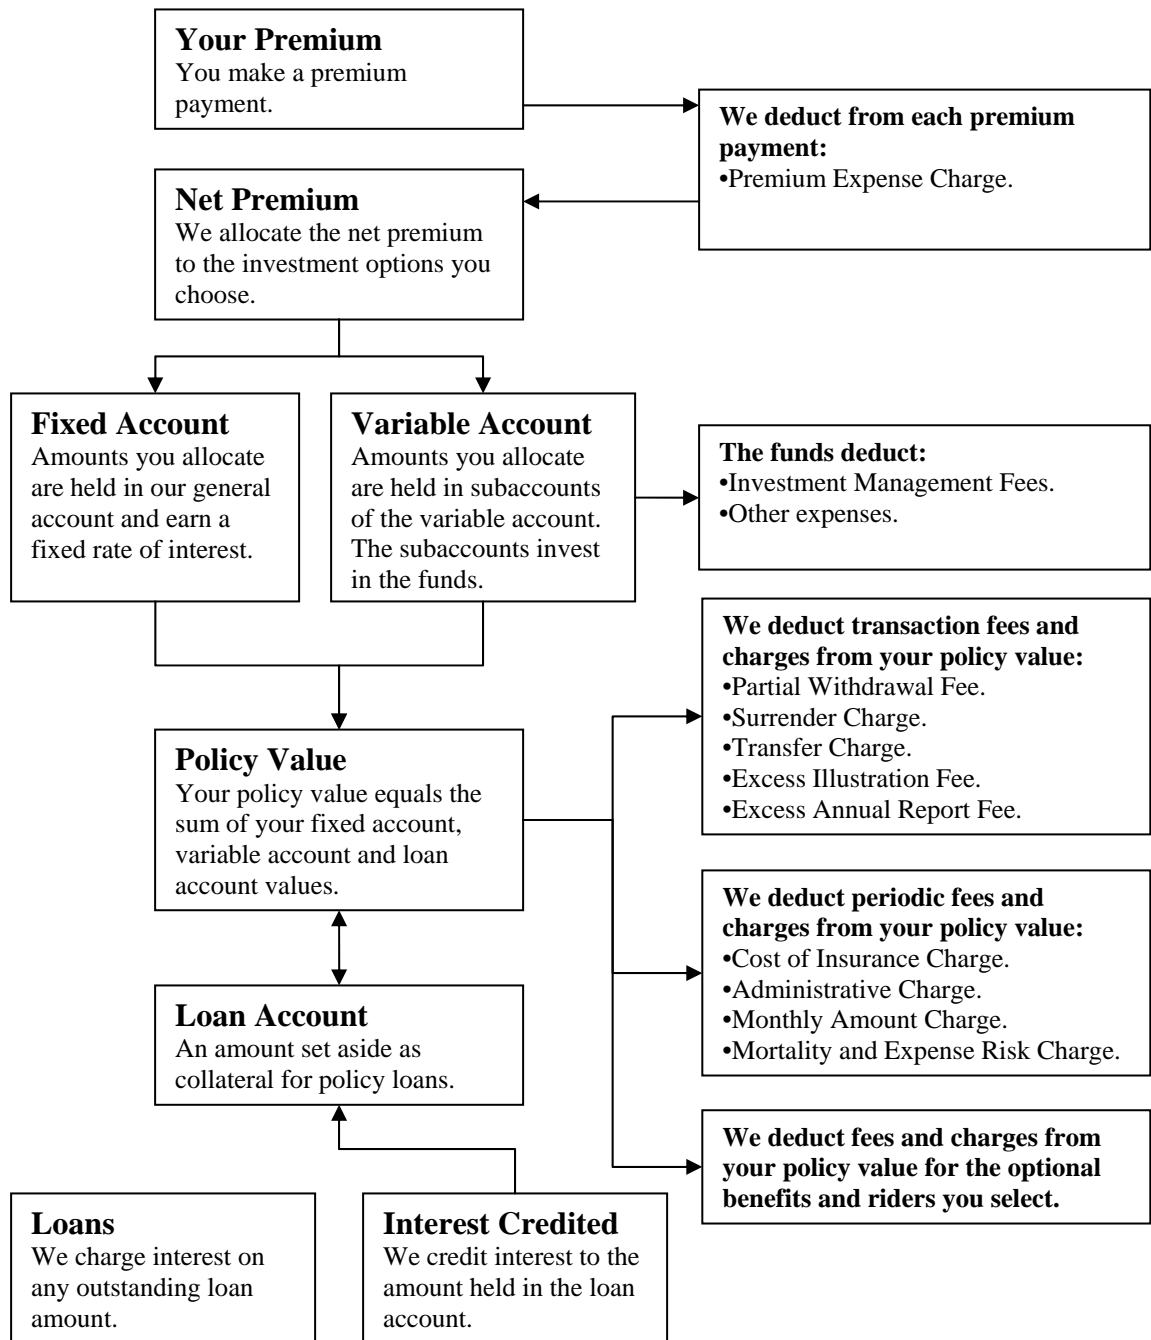 Your Premium
You make a premium
payment.
We deduct from each premium
payment:
•Premium Expense Charge.
Net Premium
We allocate the net premium
to the investment options you
choose.
Fixed Account
Amounts you allocate
are held in our general
account and earn a
fixed rate of interest.
Variable Account
Amounts you allocate
are held in subaccounts
of the variable account.
The subaccounts invest
in the funds.
The funds deduct:
•Investment Management Fees.
•Other expenses.
We deduct transaction fees and
charges from your policy value:
•Partial Withdrawal Fee.
•Surrender Charge.
•Transfer Charge.
•Excess Illustration Fee.
•Excess Annual Report Fee.
Policy Value
Your policy value equals the
sum of your fixed account,
variable account and loan
account values.
We deduct periodic fees and
charges from your policy value:
•Cost of Insurance Charge.
•Administrative Charge.
•Monthly Amount Charge.
•Mortality and Expense Risk Charge.
Loan Account
An amount set aside as
collateral for policy loans.
We deduct fees and charges from
your policy value for the optional
benefits and riders you select.
Loans
We charge interest on
any outstanding loan
amount.
Interest Credited
We credit interest to the
amount held in the loan
account.